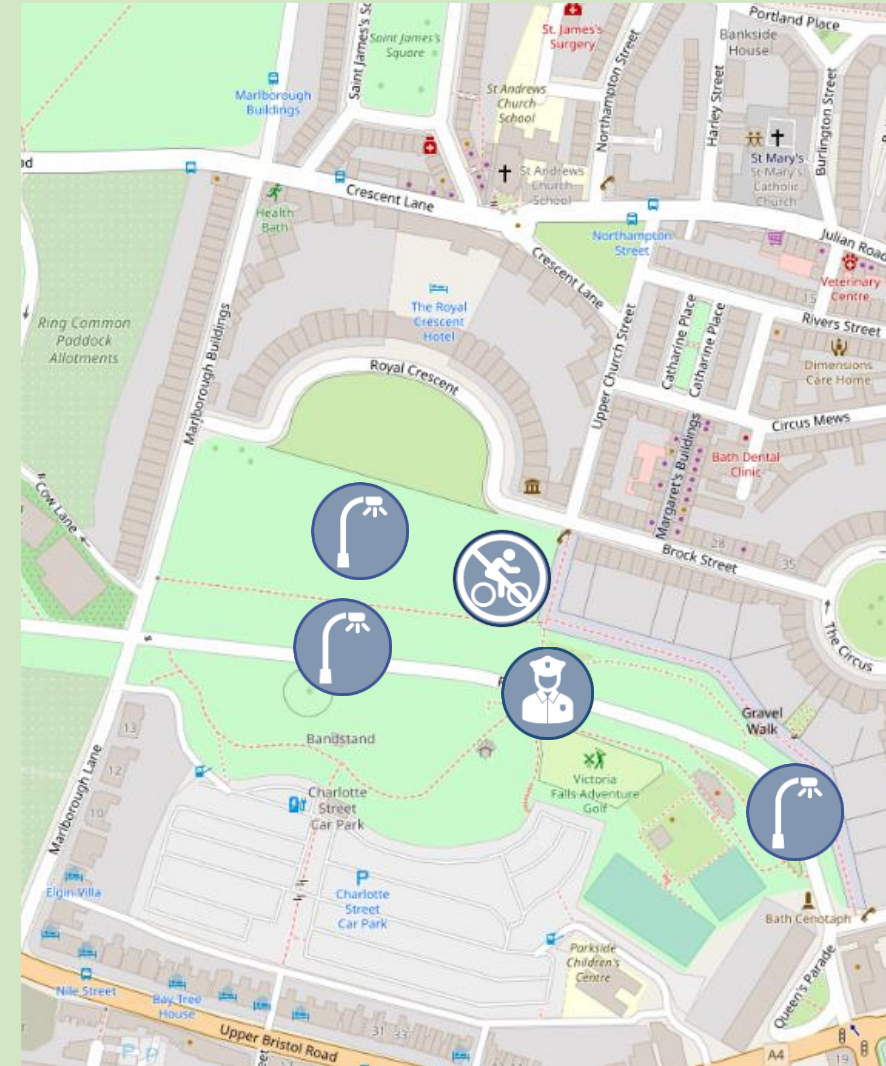 Portland Place
Saint James's
Square
St. James's
Surgery
Bankside
House
Northampton Street
Harley Street
Burlington Street
Marlborough
Buildings
St Andrews
Church
School
St Mary's
St Mary's
Catholic
Church
St Andrews
Church
School
Crescent Lane
Health
Bath
Northampton
Street
Julian Road
Crescent Lane
Veterinary
Centre
15
The Royal
Crescent
Hotel
Catharine Place
Catharine Place
Rivers Street
Ring Common
Paddock
Allotments
Marlborough Buildings
Upper Church Street
Dimensions
Care Home
Royal Crescent
Circus Mews
Margaret's Buildings
Bath Dental
Clinic
Cow Lane
28
Brock Street
35
The Circus
Gravel
Walk
Bandstand
13
12
10
Marlborough Lane
Victoria
Falls Adventure
Golf
Charlotte
Street
Car Park
Elgin Villa
P
Charlotte
Street
Car Park
Bath Cenotaph
Parkside
Children's
Centre
Queen's Parade
Nile Street
Bay Tree
House
31
33
Upper Bristol Road
P P
A4
19